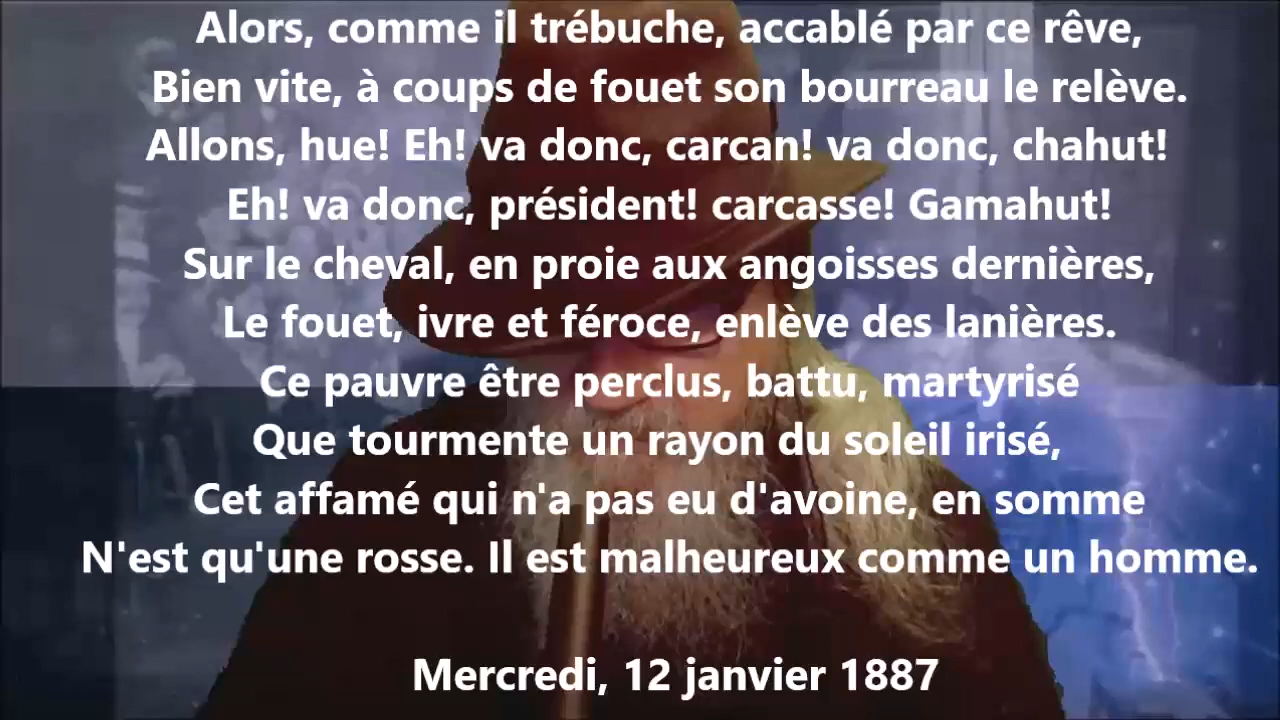 Alors, comme il trébuche, accablé par ce rêve,
Bien vite, à coups de fouet son bourreau le relève.
Allons, hue! Eh! va donc, carcan! va donc, chahut!
Eh! va donc, président! carcasse! Gamahut!
Sur le cheval, en proie aux angoisses dernières,
Le fouet, ivre et féroce, enlève des lanières.
Ce pauvre être perclus, battu, martyrisé
Que tourmente un rayon du soleil irisé,
Cet affamé qui n'a pas eu d'avoine, en somme
N'est qu'une rosse. Il est malheureux comme un homme.
Mercredi, 12 janvier 1887